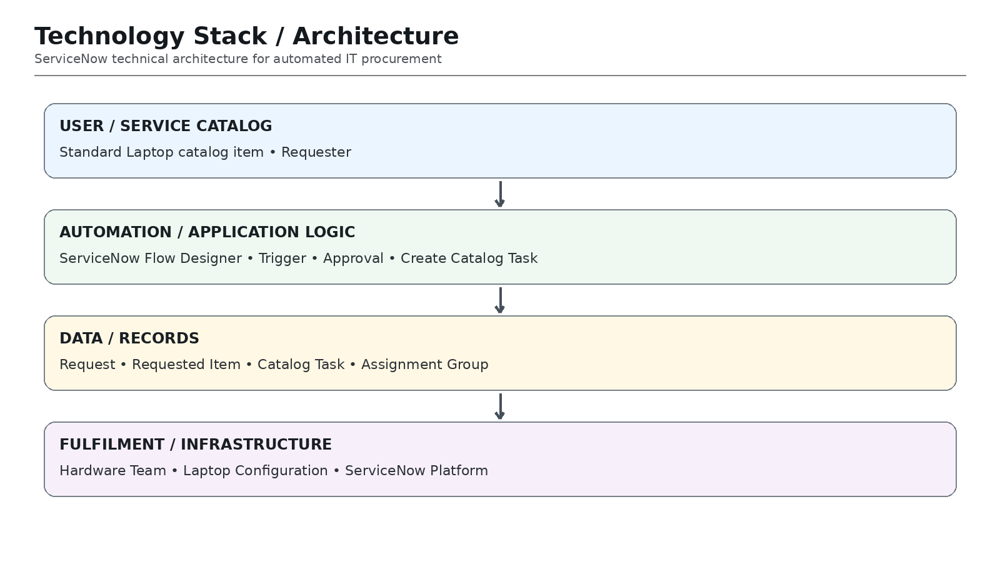 Technology Stack / Architecture
ServiceNow technical architecture for automated IT procurement
USER / SERVICE CATALOG
Standard Laptop catalog item • Requester
AUTOMATION / APPLICATION LOGIC
ServiceNow Flow Designer • Trigger • Approval • Create Catalog Task
DATA / RECORDS
Request • Requested Item • Catalog Task • Assignment Group
FULFILMENT / INFRASTRUCTURE
Hardware Team • Laptop Configuration • ServiceNow Platform